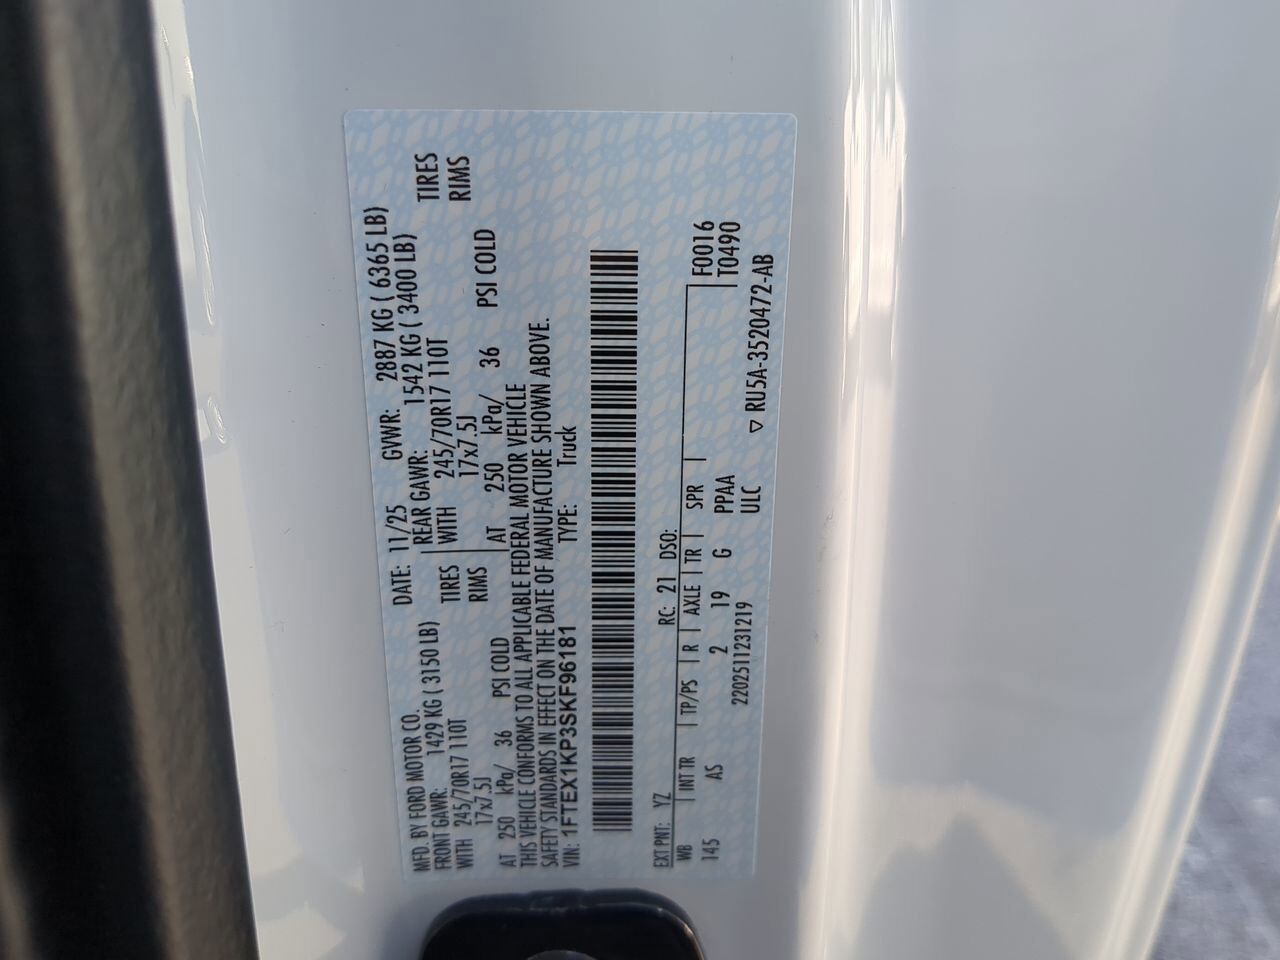 MFD. BY FORD MOTOR CO. DATE: 11/25 GVWR: 2887 KG ( 6365 LB)
FRONT GAWR: 1429 KG ( 3150 LB) REAR GAWR: 1542 KG ( 3400 LB)
WITH 245/70R17 110T TIRES WITH 245/70R17 110T TIRES
17x7.5J RIMS 17x7.5J RIMS
AT 250 kPa/ 36 PSI COLD AT 250 kPa/ 36 PSI COLD
THIS VEHICLE CONFORMS TO ALL APPLICABLE FEDERAL MOTOR VEHICLE
SAFETY STANDARDS IN EFFECT ON THE DATE OF MANUFACTURE SHOWN ABOVE.
VIN: 1FTEX1KP3SKF96181 TYPE: Truck
EXT PNT: YZ RC: 21 DSO:
WB INT TR TP/PS R AXLE TR SPR F0016
145 AS 2 19 G PPAA T0490
2202511231219 ULC
▽ RU5A-3520472-AB